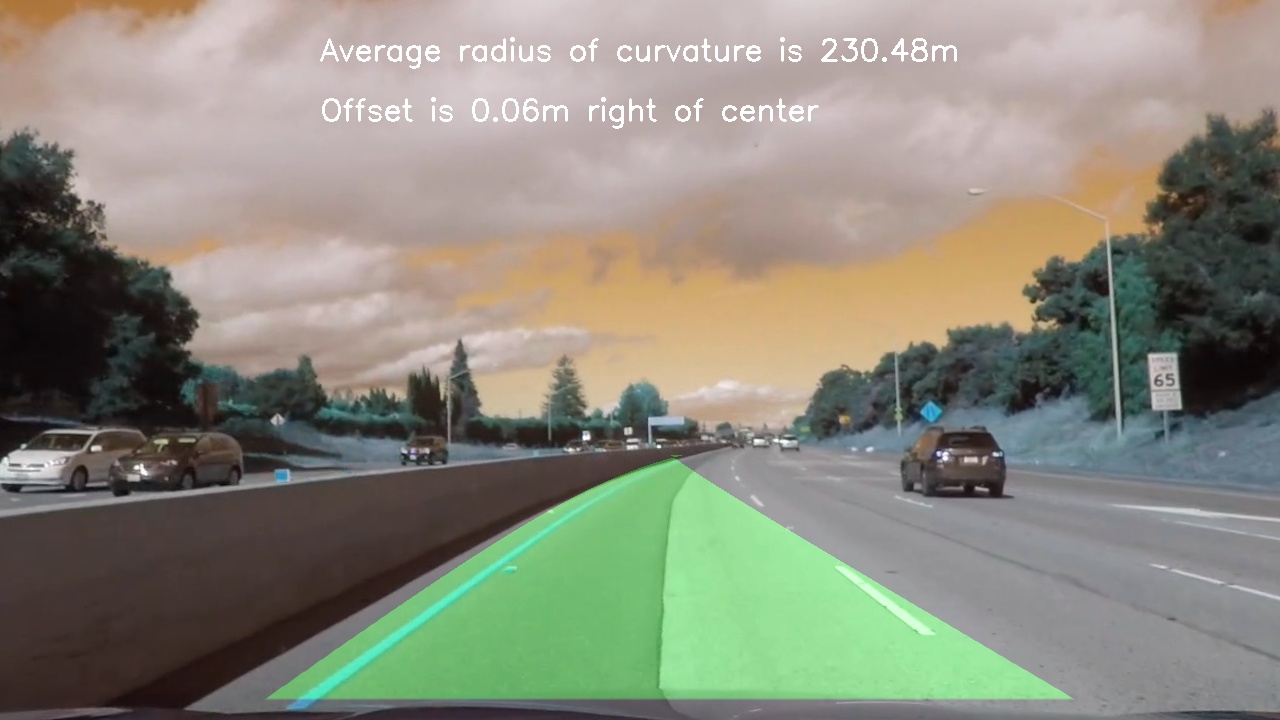 Average radius of curvature is 230.48m
Offset is 0.06m right of center
SPEED
LIMIT
65